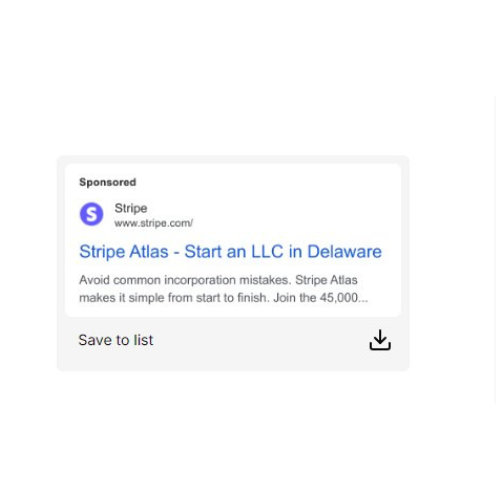 Sponsored
Stripe
www.stripe.com/
Stripe Atlas - Start an LLC in Delaware
Avoid common incorporation mistakes. Stripe Atlas
makes it simple from start to finish. Join the 45,000...
Save to list